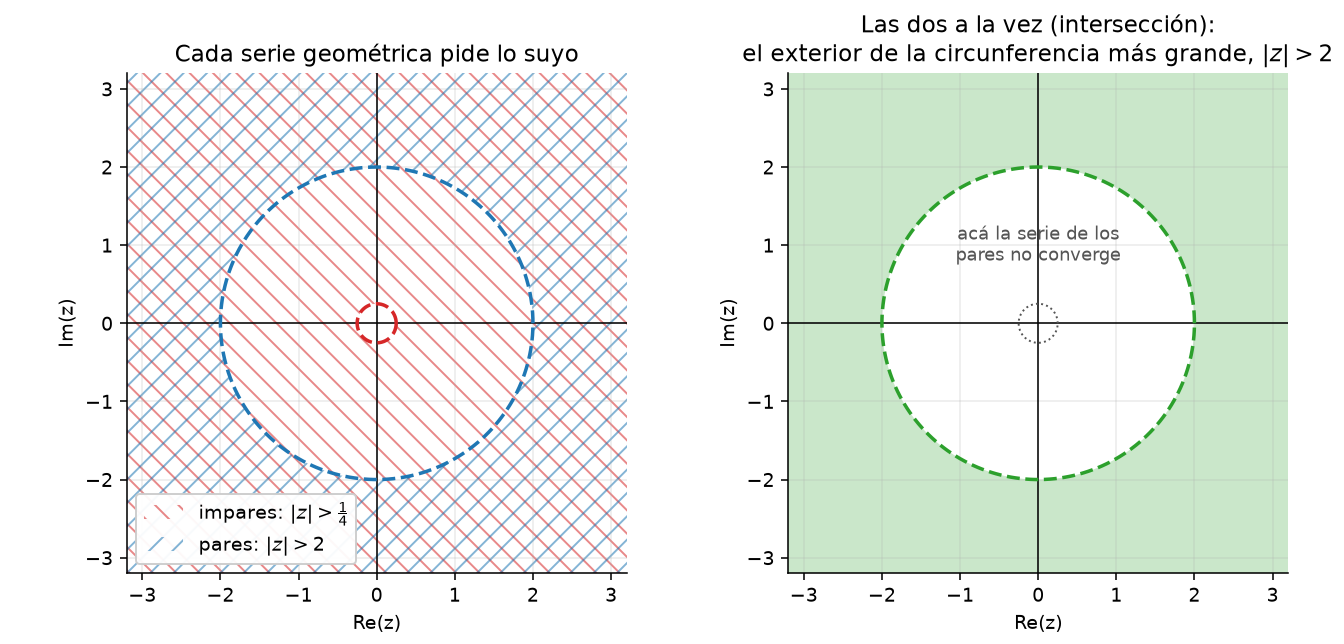 Cada serie geométrica pide lo suyo
Im(z)
3
2
1
0
−1
−2
−3
impares: |z| > 1/4
pares: |z| > 2
−3 −2 −1 0 1 2 3
Re(z)
Las dos a la vez (intersección):
el exterior de la circunferencia más grande, |z| > 2
Im(z)
3
2
1
0
−1
−2
−3
acá la serie de los
pares no converge
−3 −2 −1 0 1 2 3
Re(z)